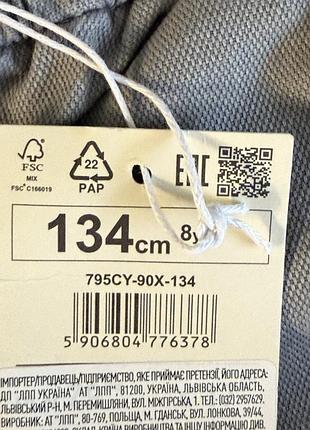 FSC
MIX
FSC® C166019
22
PAP
EAC
134cm
8y
795CY-90X-134
5 906804 776378
ІМПОРТЕР/ПРОДАВЕЦЬ/ПІДПРИЄМСТВО, ЯКЕ ПРИЙМАЄ ПРЕТЕНЗІЇ, ЙОГО АДРЕСА:
ДП "ЛПП УКРАЇНА" АТ "ЛПП", 81200, УКРАЇНА, ЛЬВІВСЬКА ОБЛАСТЬ,
ЛЬВІВСЬКИЙ Р-Н, М. ПЕРЕМИШЛЯНИ, ВУЛ. МІЖГІРСЬКА, 1. ТЕЛ.: (032) 2957629.
ВИРОБНИК: АТ "ЛПП", 80-769, ПОЛЬЩА, М. ГДАНСЬК, ВУЛ. ЛОНКОВА, 39/44,